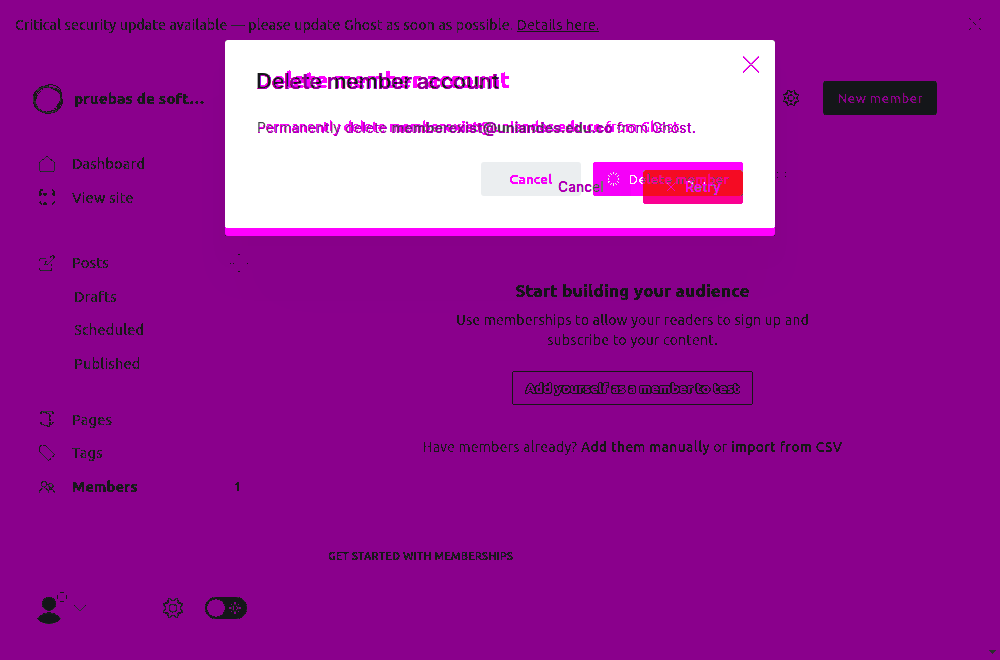 Critical security update available — please update Ghost as soon as possible. Details here.
Delete member account
pruebas de soft...
New member
Permanently delete memberexist@uniandes.edu.co from Ghost.
Dashboard
Cancel
Delete member
Cancel
Retry
View site
Posts
Start building your audience
Drafts
Use memberships to allow your readers to sign up and
Scheduled
subscribe to your content.
Published
Add yourself as a member to test
Pages
Have members already? Add them manually or import from CSV
Tags
Members 1
GET STARTED WITH MEMBERSHIPS